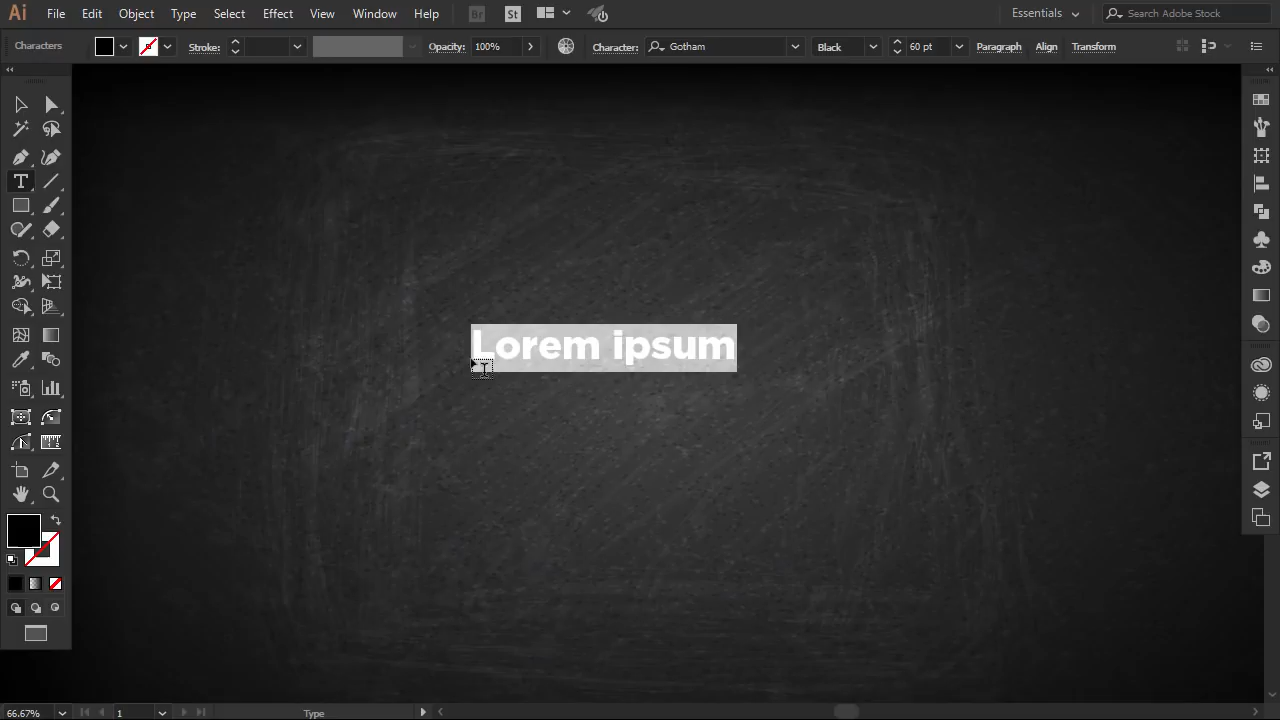 Ai File Edit Object Type Select Effect View Window Help Br St Essentials Search Adobe Stock
Characters Stroke: Opacity: 100% Character: Gotham Black 60 pt Paragraph Align Transform
Lorem ipsum
66.67% 1 Type